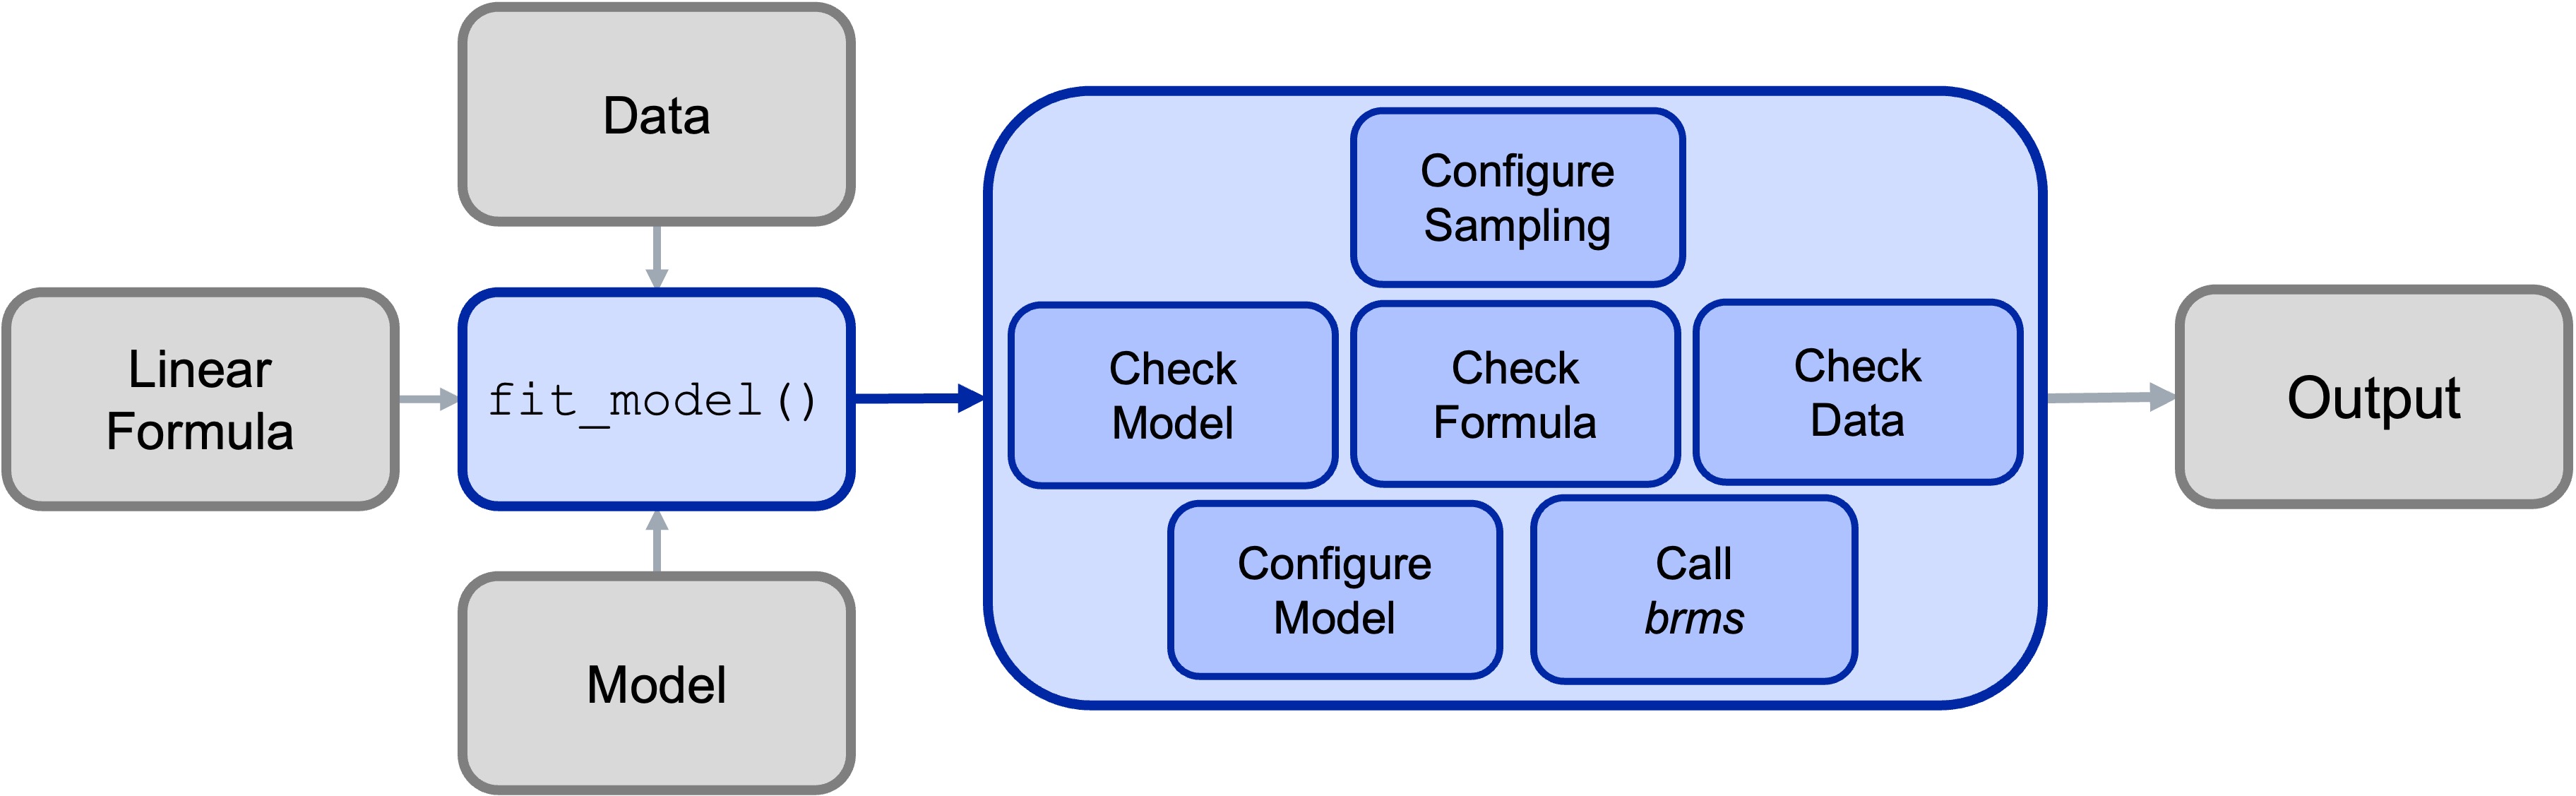 Data
Linear
Formula
fit_model()
Model
Configure
Sampling
Check
Model
Check
Formula
Check
Data
Configure
Model
Call
brms
Output